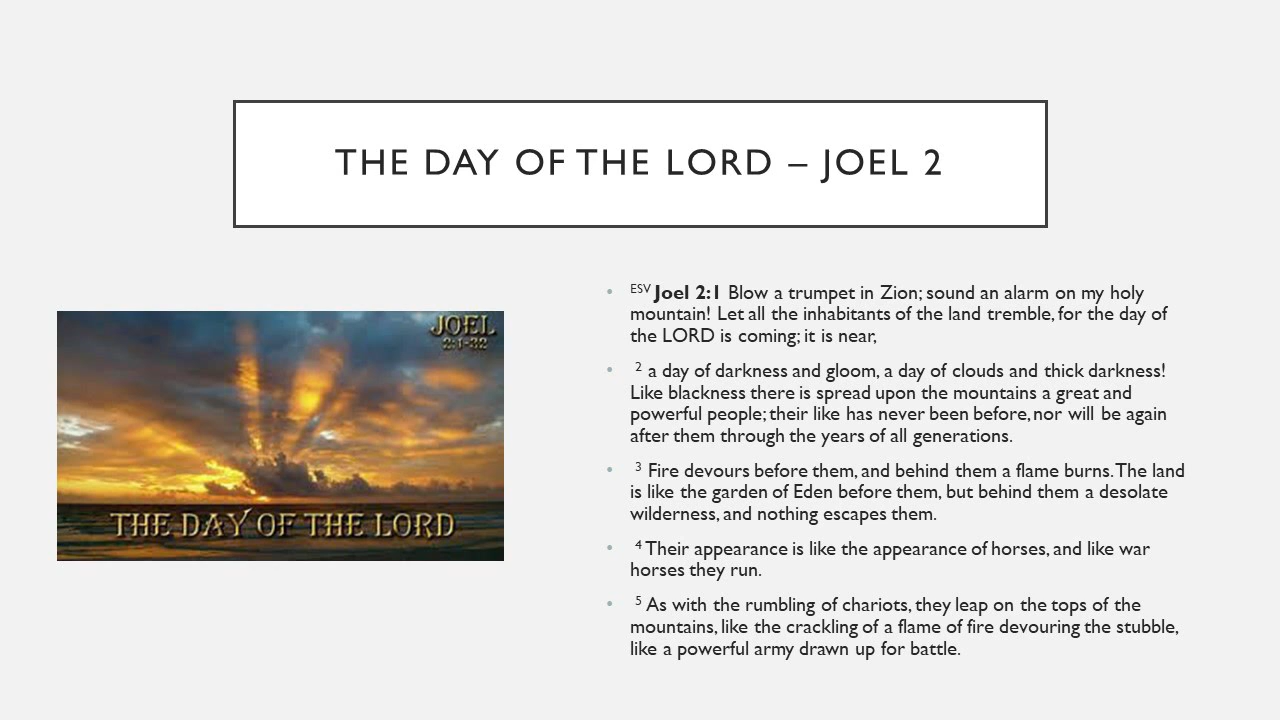 THE DAY OF THE LORD – JOEL 2
JOEL
2:1-32
THE DAY OF THE LORD
• ESV Joel 2:1 Blow a trumpet in Zion; sound an alarm on my holy
mountain! Let all the inhabitants of the land tremble, for the day of
the LORD is coming; it is near,
• 2 a day of darkness and gloom, a day of clouds and thick darkness!
Like blackness there is spread upon the mountains a great and
powerful people; their like has never been before, nor will be again
after them through the years of all generations.
• 3 Fire devours before them, and behind them a flame burns. The land
is like the garden of Eden before them, but behind them a desolate
wilderness, and nothing escapes them.
• 4 Their appearance is like the appearance of horses, and like war
horses they run.
• 5 As with the rumbling of chariots, they leap on the tops of the
mountains, like the crackling of a flame of fire devouring the stubble,
like a powerful army drawn up for battle.